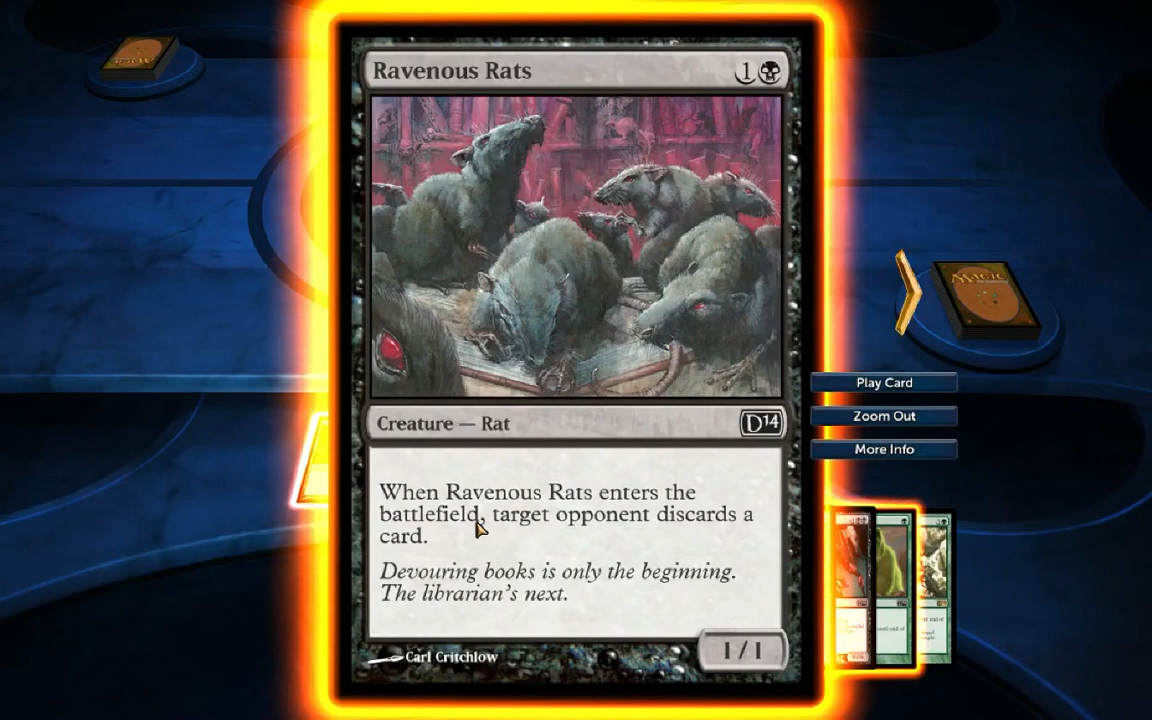 Ravenous Rats
1
MAGIC
Play Card
Zoom Out
More Info
Creature — Rat
D14
When Ravenous Rats enters the
battlefield, target opponent discards a
card.
Devouring books is only the beginning.
The librarian's next.
1/1
Carl Critchlow